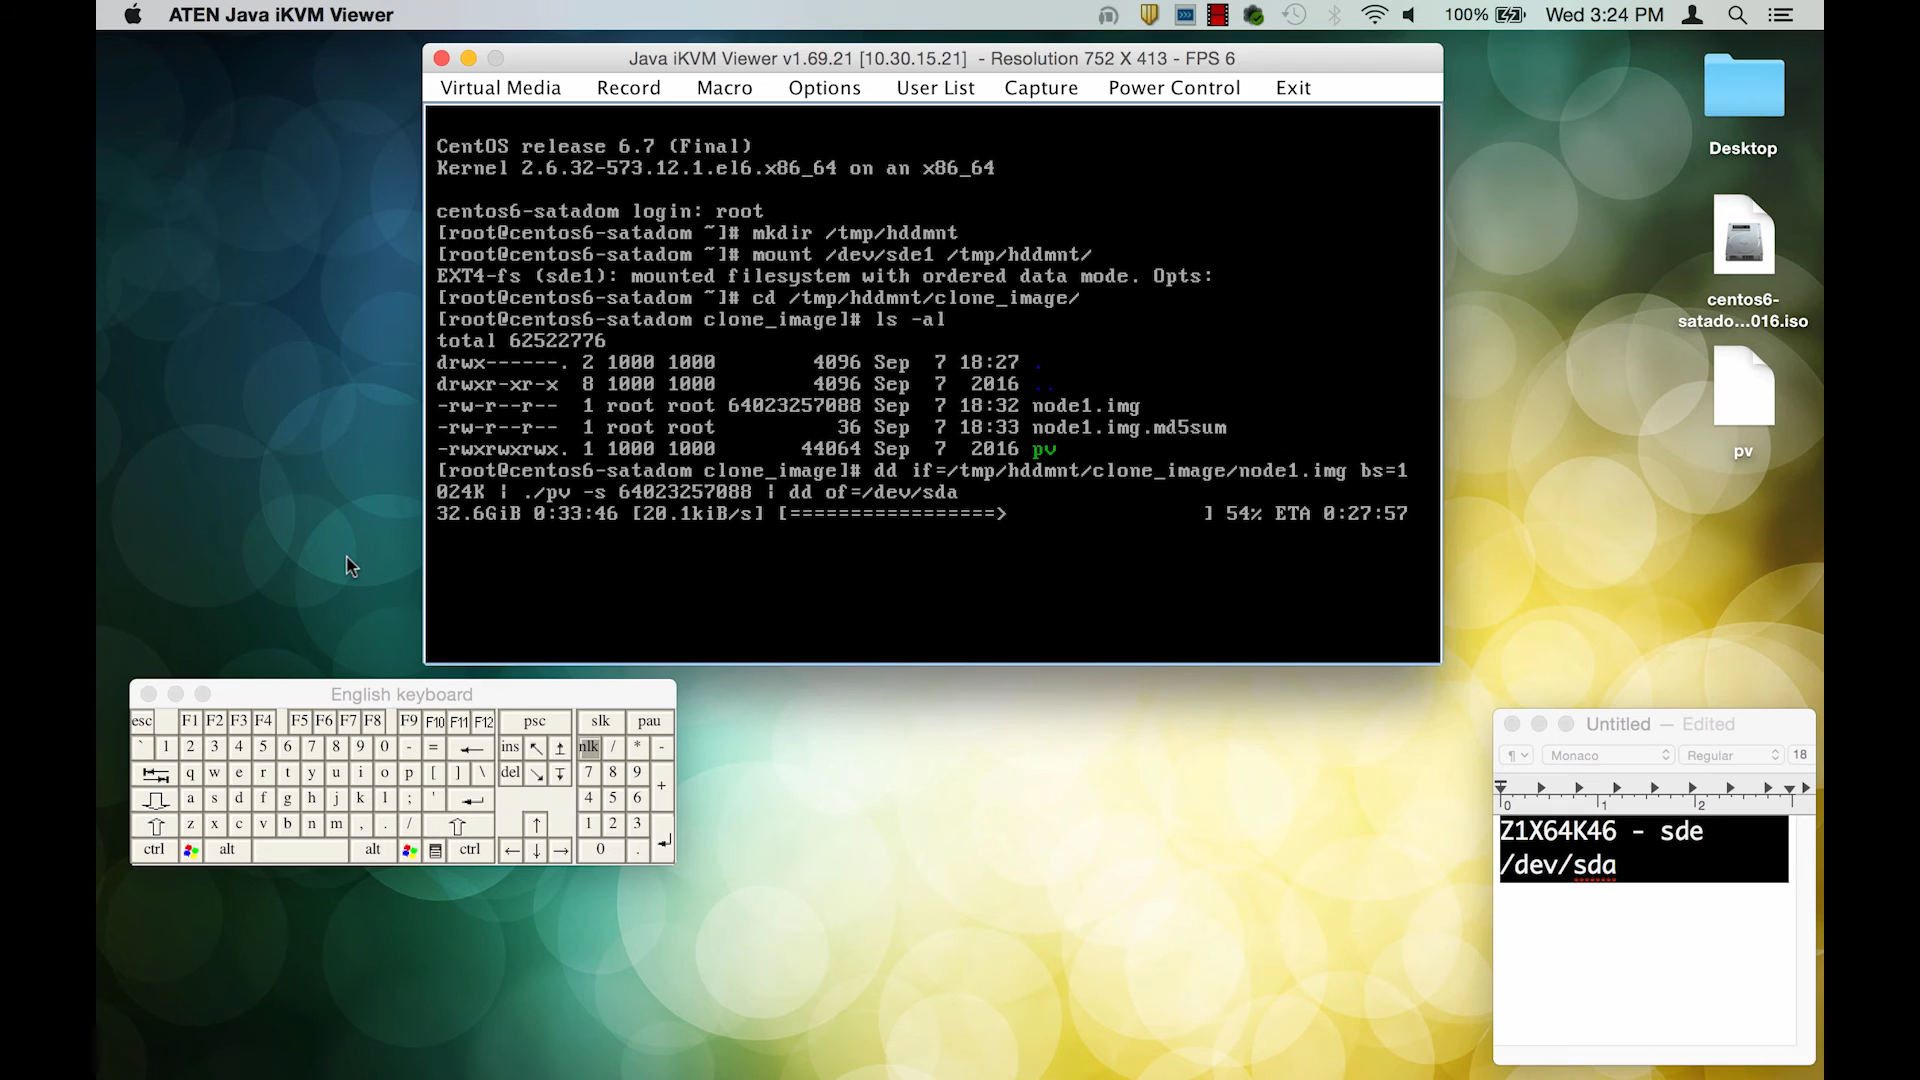 ATEN Java iKVM Viewer
100%
Wed 3:24 PM
Java iKVM Viewer v1.69.21 [10.30.15.21]  - Resolution 752 X 413 - FPS 6
Virtual Media Record Macro Options User List Capture Power Control Exit
CentOS release 6.7 (Final)
Kernel 2.6.32-573.12.1.el6.x86_64 on an x86_64
centos6-satadom login: root
[root@centos6-satadom ~]# mkdir /tmp/hddmnt
[root@centos6-satadom ~]# mount /dev/sde1 /tmp/hddmnt/
EXT4-fs (sde1): mounted filesystem with ordered data mode. Opts:
[root@centos6-satadom ~]# cd /tmp/hddmnt/clone_image/
[root@centos6-satadom clone_image]# ls -al
total 62522776
drwx------. 2 1000 1000        4096 Sep  7 18:27 .
drwxr-xr-x  8 1000 1000        4096 Sep  7  2016 ..
-rw-r--r--  1 root root 64023257088 Sep  7 18:32 node1.img
-rw-r--r--  1 root root          36 Sep  7 18:33 node1.img.md5sum
-rwxrwxrwx. 1 1000 1000       44064 Sep  7  2016 pv
[root@centos6-satadom clone_image]# dd if=/tmp/hddmnt/clone_image/node1.img bs=1
024K | ./pv -s 64023257088 | dd of=/dev/sda
32.6GiB 0:33:46 [20.1kiB/s] [=================>                ] 54% ETA 0:27:57
Desktop
centos6-
satado...016.iso
pv
English keyboard
esc F1 F2 F3 F4 F5 F6 F7 F8 F9 F10 F11 F12 psc slk pau
` 1 2 3 4 5 6 7 8 9 0 - = ← ins ↖ ↥ nlk / * -
q w e r t y u i o p [ ] \ del ↘ ↧ 7 8 9 +
a s d f g h j k l ; ' 4 5 6
z x c v b n m , . / ↑ 1 2 3
ctrl alt alt ctrl ← ↓ → 0 .
Untitled — Edited
¶ Monaco Regular 18
0 1 2
Z1X64K46 - sde
/dev/sda